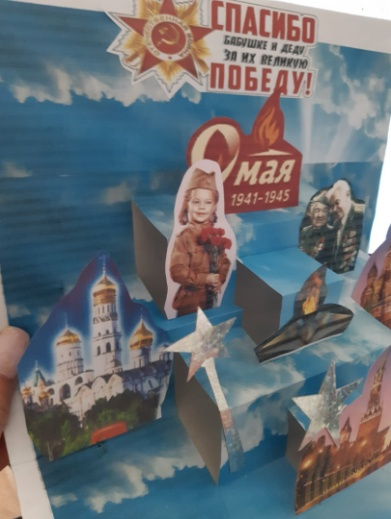 СПАСИБО
БАБУШКЕ И ДЕДУ
ЗА ИХ ВЕЛИКУЮ
ПОБЕДУ!
9 мая
1941-1945